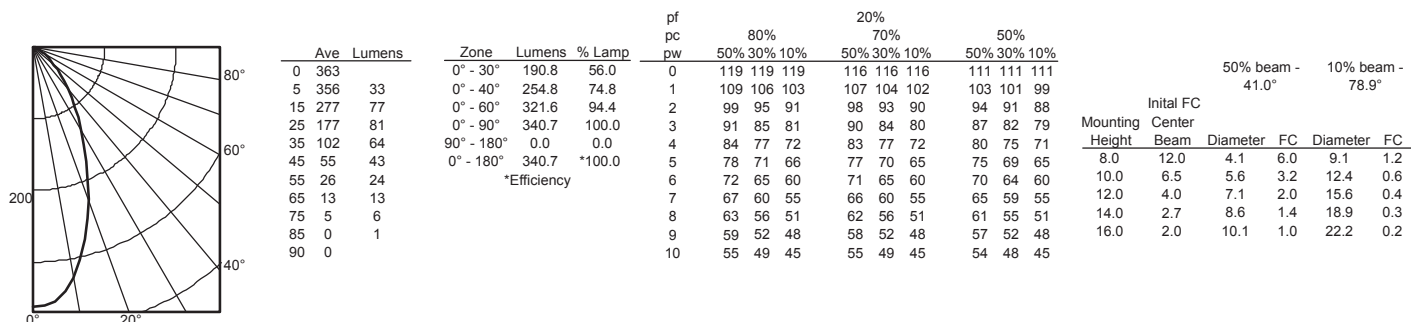 80°
60°
200
40°
0° 20°
Ave Lumens
0 363
5 356 33
15 277 77
25 177 81
35 102 64
45 55 43
55 26 24
65 13 13
75 5 6
85 0 1
90 0
Zone Lumens % Lamp
0° - 30° 190.8 56.0
0° - 40° 254.8 74.8
0° - 60° 321.6 94.4
0° - 90° 340.7 100.0
90° - 180° 0.0 0.0
0° - 180° 340.7 *100.0
*Efficiency
pf 20%
pc 80% 70% 50%
pw 50% 30% 10% 50% 30% 10% 50% 30% 10%
0 119 119 119 116 116 116 111 111 111
1 109 106 103 107 104 102 103 101 99
2 99 95 91 98 93 90 94 91 88
3 91 85 81 90 84 80 87 82 79
4 84 77 72 83 77 72 80 75 71
5 78 71 66 77 70 65 75 69 65
6 72 65 60 71 65 60 70 64 60
7 67 60 55 66 60 55 65 59 55
8 63 56 51 62 56 51 61 55 51
9 59 52 48 58 52 48 57 52 48
10 55 49 45 55 49 45 54 48 45
50% beam - 10% beam -
41.0° 78.9°
Inital FC
Mounting Center
Height Beam Diameter FC Diameter FC
8.0 12.0 4.1 6.0 9.1 1.2
10.0 6.5 5.6 3.2 12.4 0.6
12.0 4.0 7.1 2.0 15.6 0.4
14.0 2.7 8.6 1.4 18.9 0.3
16.0 2.0 10.1 1.0 22.2 0.2